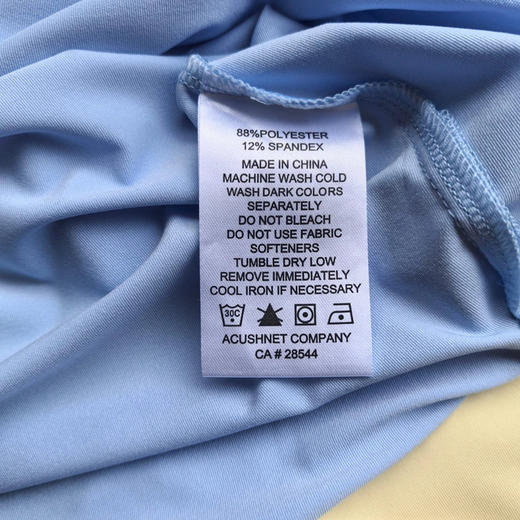 88%POLYESTER
12% SPANDEX
MADE IN CHINA
MACHINE WASH COLD
WASH DARK COLORS
SEPARATELY
DO NOT BLEACH
DO NOT USE FABRIC
SOFTENERS
TUMBLE DRY LOW
REMOVE IMMEDIATELY
COOL IRON IF NECESSARY
30C
ACUSHNET COMPANY
CA # 28544